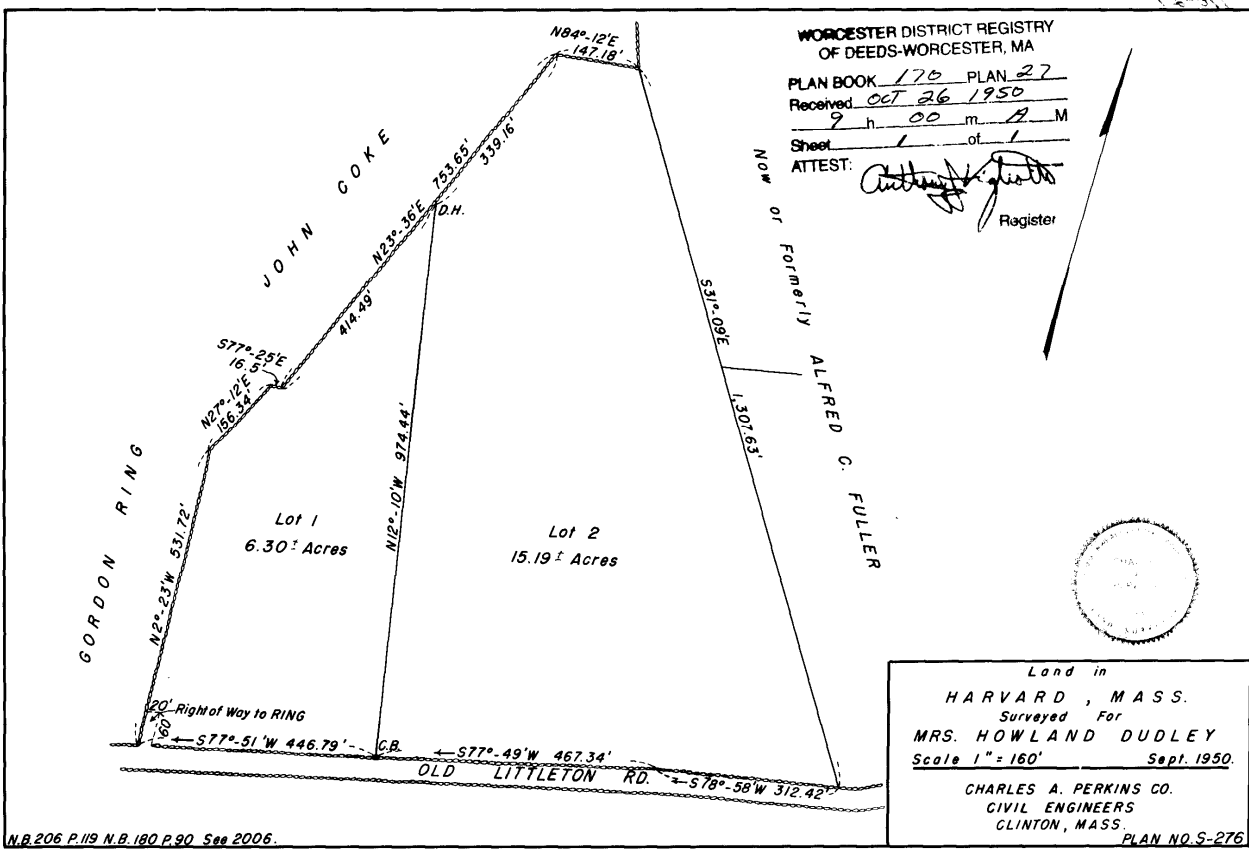 WORCESTER DISTRICT REGISTRY
OF DEEDS-WORCESTER, MA
PLAN BOOK 170 PLAN 27
Received OCT 26 1950
9 h 00 m A M
Sheet 1 of 1
ATTEST:
Register
N84°-12'E
147.18'
JOHN COKE
753.65'
339.16'
N23°-36'E
D.H.
414.49'
S77°-25'E
16.5'
N27°-12'E
156.34'
GORDON RING
N2°-23'W 531.72'
Lot 1
6.30± Acres
N12°-10'W 974.44'
Lot 2
15.19± Acres
S31°-09'E
1,307.63'
Now or Formerly ALFRED C. FULLER
20'
60'
Right of Way to RING
S77°-51'W 446.79'
C.B.
S77°-49'W 467.34'
OLD LITTLETON RD.
S78°-58'W 312.42'
Land in
HARVARD, MASS.
Surveyed For
MRS. HOWLAND DUDLEY
Scale 1"=160' Sept. 1950.
CHARLES A. PERKINS CO.
CIVIL ENGINEERS
CLINTON, MASS.
PLAN NO. S-276
N.B. 206 P. 119 N.B. 180 P. 90 See 2006.